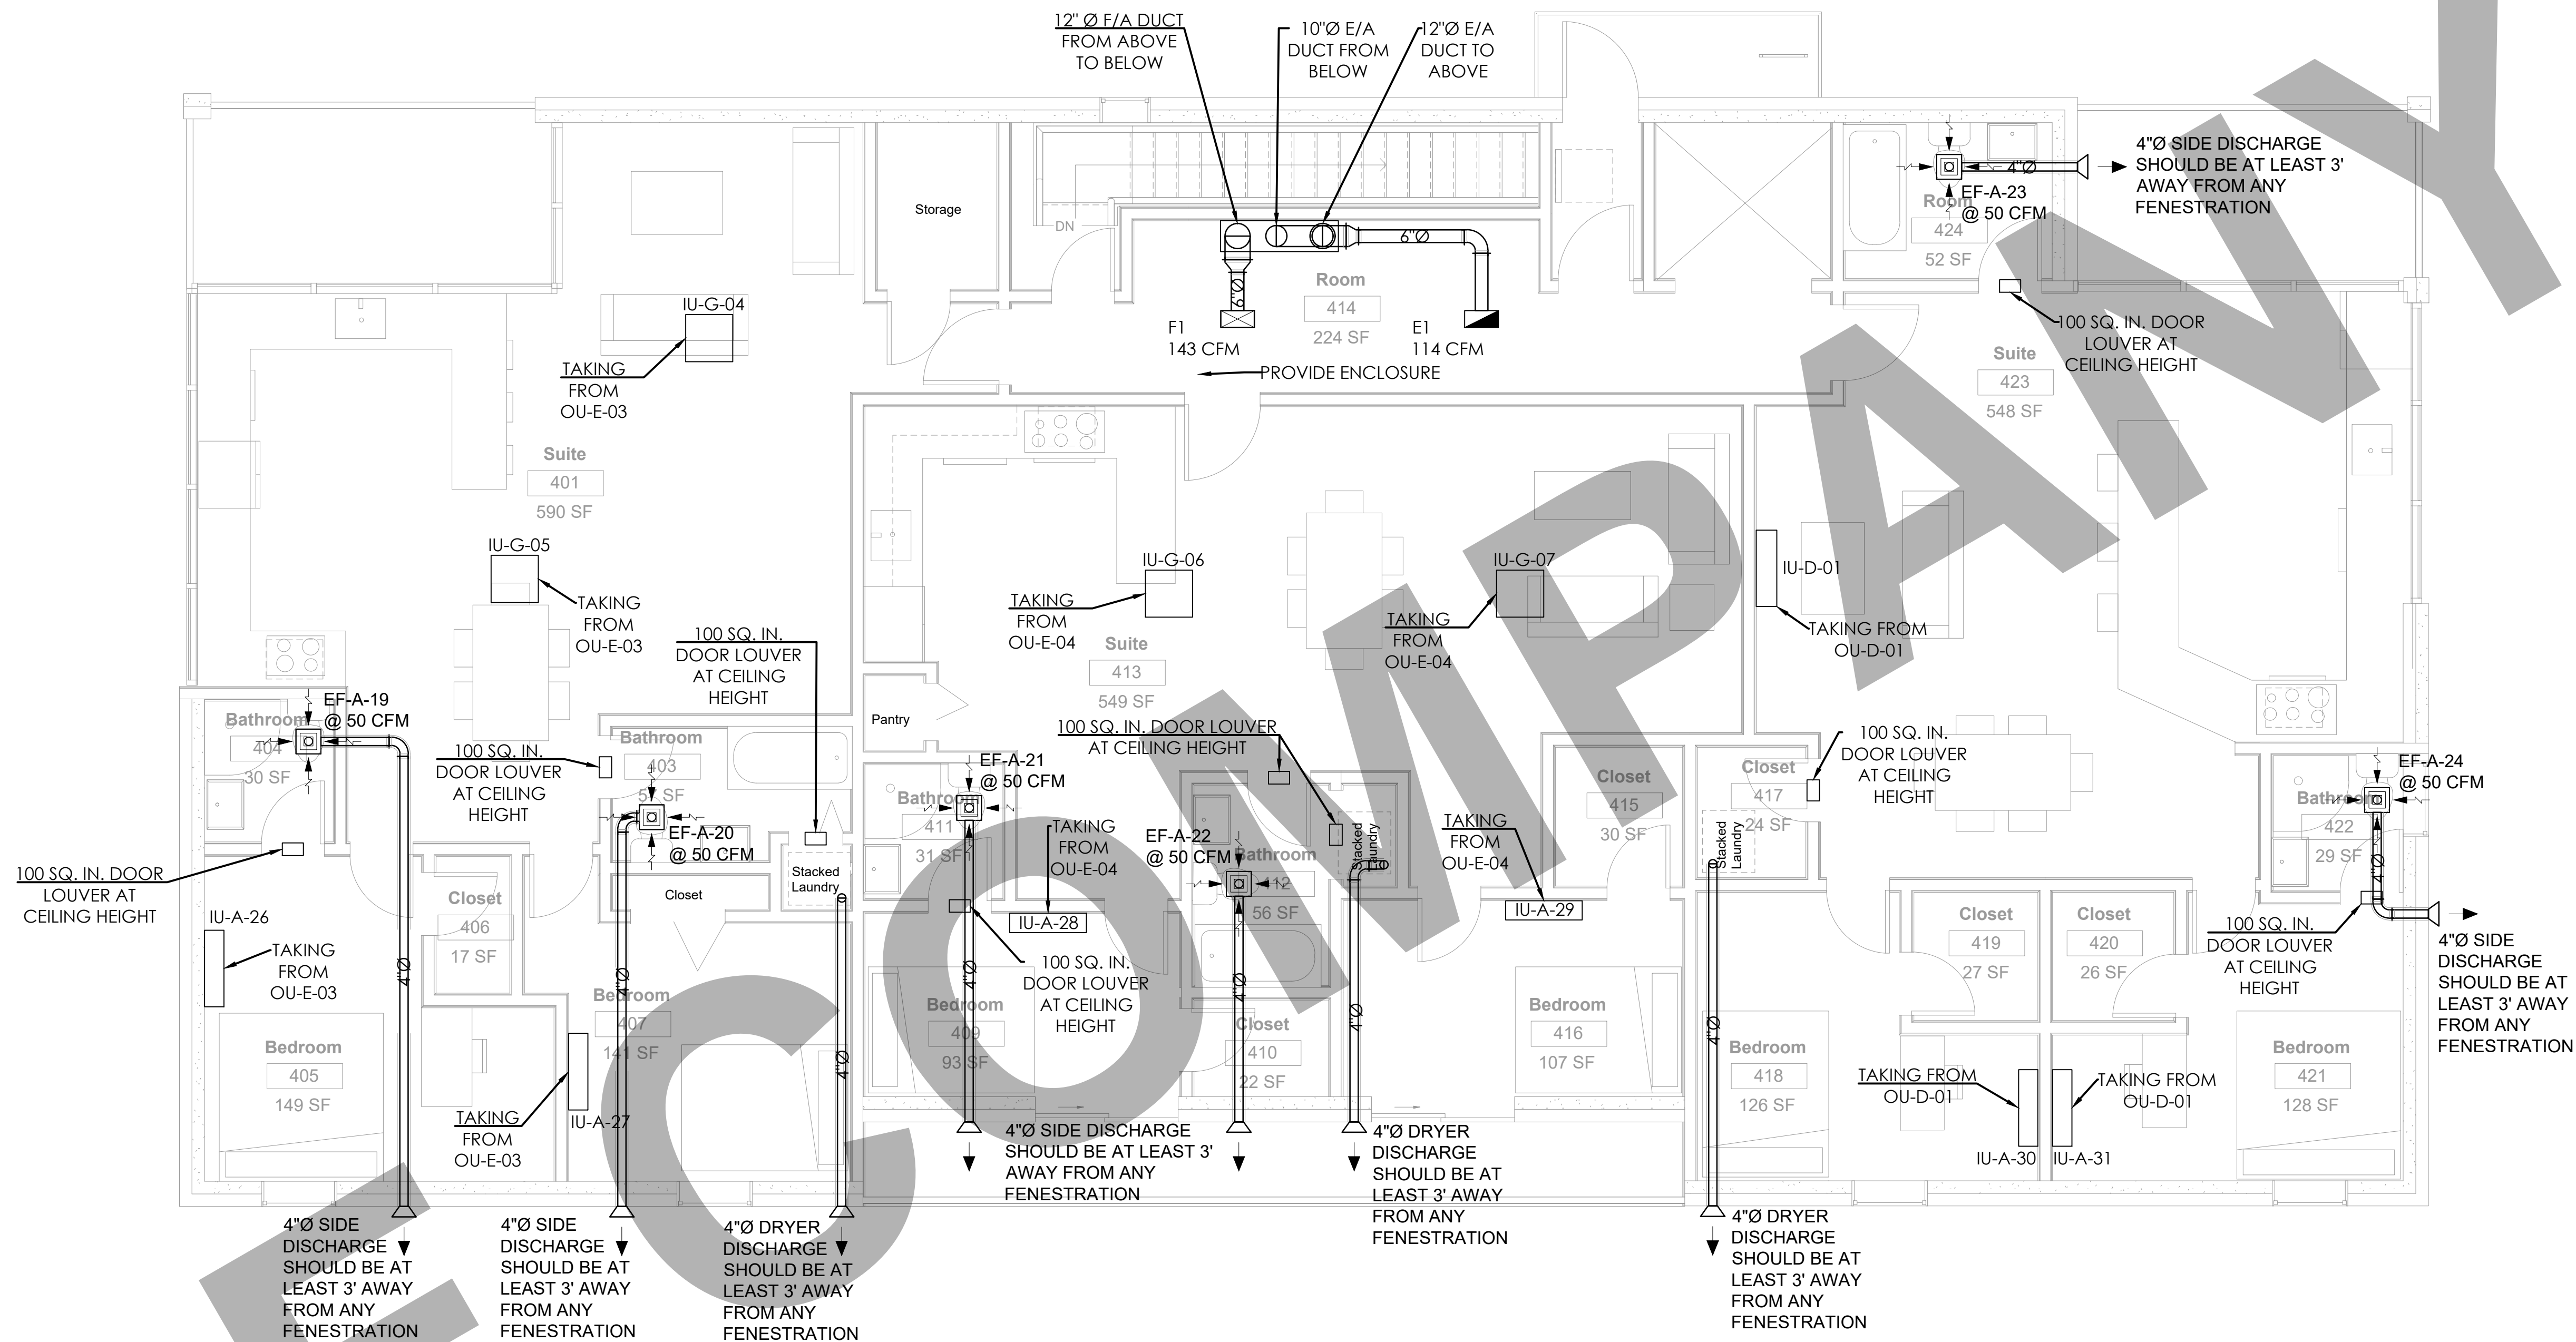 12" Ø F/A DUCT
FROM ABOVE
TO BELOW
10"Ø E/A
DUCT FROM
BELOW
12"Ø E/A
DUCT TO
ABOVE
4"Ø SIDE DISCHARGE
SHOULD BE AT LEAST 3'
AWAY FROM ANY
FENESTRATION
4"Ø
EF-A-23
@ 50 CFM
Room
424
52 SF
Storage
DN
6"Ø
6"Ø
Room
414
224 SF
F1
143 CFM
E1
114 CFM
PROVIDE ENCLOSURE
100 SQ. IN. DOOR
LOUVER AT
CEILING HEIGHT
IU-G-04
TAKING
FROM
OU-E-03
Suite
423
548 SF
Suite
401
590 SF
IU-G-05
TAKING
FROM
OU-E-03
IU-G-06
TAKING
FROM
OU-E-04
IU-G-07
TAKING
FROM
OU-E-04
IU-D-01
TAKING FROM
OU-D-01
Suite
413
549 SF
100 SQ. IN.
DOOR LOUVER
AT CEILING
HEIGHT
Pantry
EF-A-19
@ 50 CFM
Bathroom
404
30 SF
100 SQ. IN.
DOOR LOUVER
AT CEILING
HEIGHT
Bathroom
403
51 SF
EF-A-20
@ 50 CFM
100 SQ. IN. DOOR LOUVER
AT CEILING HEIGHT
EF-A-21
@ 50 CFM
Bathroom
411
31 SF
TAKING
FROM
OU-E-04
EF-A-22
@ 50 CFM
Bathroom
412
56 SF
Stacked
Laundry
TAKING
FROM
OU-E-04
Closet
415
30 SF
Closet
417
24 SF
Stacked
Laundry
100 SQ. IN.
DOOR LOUVER
AT CEILING
HEIGHT
EF-A-24
@ 50 CFM
Bathroom
422
29 SF
4"Ø
100 SQ. IN. DOOR
LOUVER AT
CEILING HEIGHT
Closet
406
17 SF
Closet
Stacked
Laundry
IU-A-26
TAKING
FROM
OU-E-03
IU-A-28
IU-A-29
100 SQ. IN.
DOOR LOUVER
AT CEILING
HEIGHT
Closet
419
27 SF
Closet
420
26 SF
100 SQ. IN.
DOOR LOUVER
AT CEILING
HEIGHT
4"Ø SIDE
DISCHARGE
SHOULD BE AT
LEAST 3' AWAY
FROM ANY
FENESTRATION
4"Ø
4"Ø
4"Ø
4"Ø
4"Ø
4"Ø
4"Ø
Bedroom
405
149 SF
Bedroom
407
141 SF
TAKING
FROM
OU-E-03
IU-A-27
Bedroom
409
93 SF
Closet
410
22 SF
Bedroom
416
107 SF
Bedroom
418
126 SF
TAKING FROM
OU-D-01
IU-A-30
TAKING FROM
OU-D-01
IU-A-31
Bedroom
421
128 SF
4"Ø SIDE DISCHARGE
SHOULD BE AT LEAST 3'
AWAY FROM ANY
FENESTRATION
4"Ø DRYER
DISCHARGE
SHOULD BE AT
LEAST 3' AWAY
FROM ANY
FENESTRATION
4"Ø SIDE
DISCHARGE
SHOULD BE AT
LEAST 3' AWAY
FROM ANY
FENESTRATION
4"Ø SIDE
DISCHARGE
SHOULD BE AT
LEAST 3' AWAY
FROM ANY
FENESTRATION
4"Ø DRYER
DISCHARGE
SHOULD BE AT
LEAST 3' AWAY
FROM ANY
FENESTRATION
4"Ø DRYER
DISCHARGE
SHOULD BE AT
LEAST 3' AWAY
FROM ANY
FENESTRATION
E COMPANY